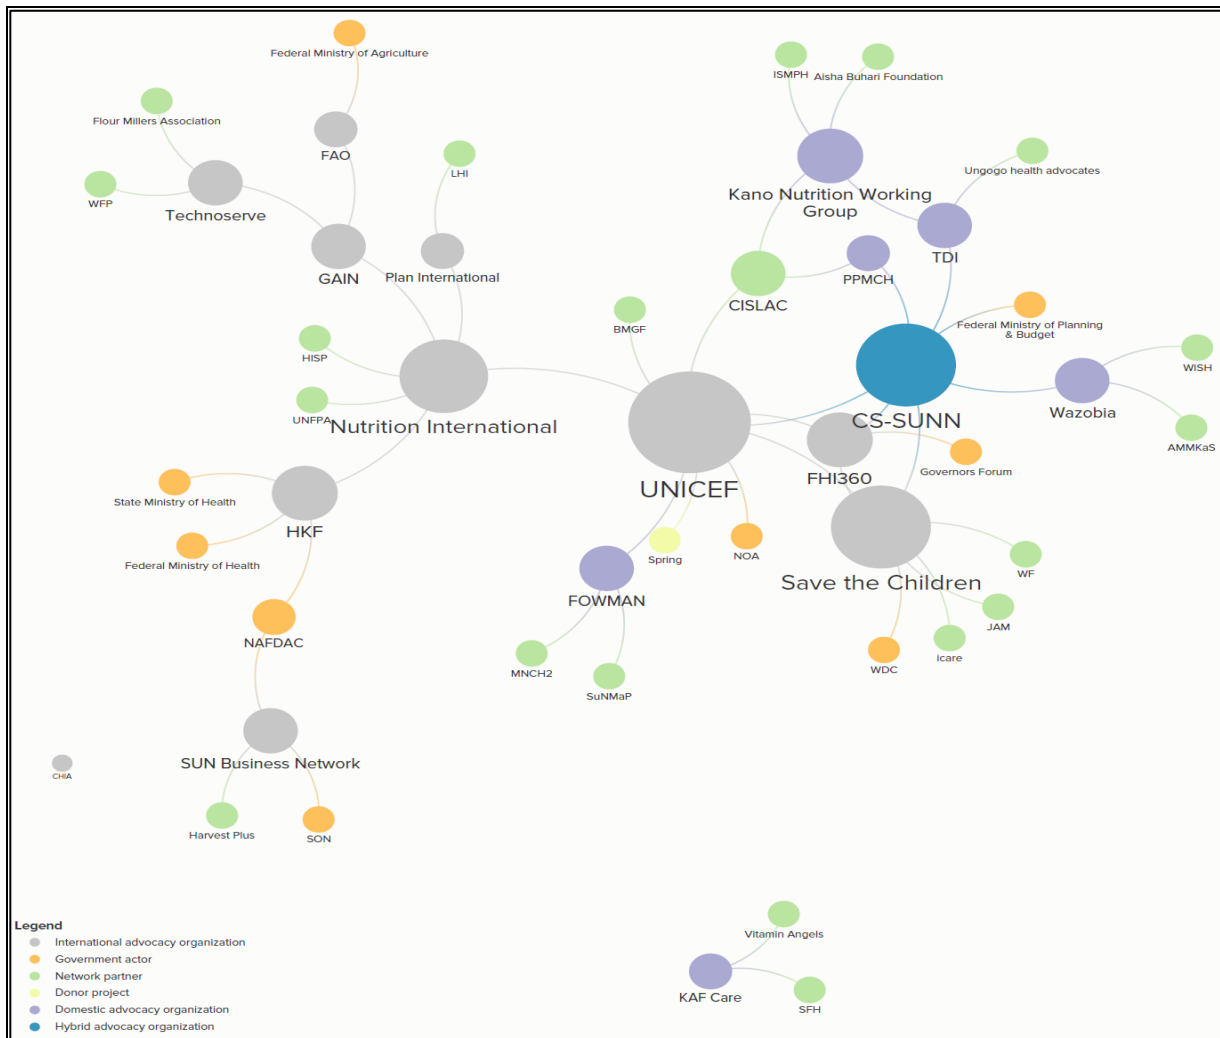 Federal Ministry of Agriculture
ISMPH
Aisha Buhari Foundation
Flour Millers Association
FAO
LHI
Ungogo health advocates
WFP
Technoserve
Kano Nutrition Working
Group
TDI
GAIN
Plan International
PPMCH
CISLAC
BMGF
Federal Ministry of Planning
& Budget
HISP
WISH
UNFPA
Nutrition International
CS-SUNN
Wazobia
AMMKaS
UNICEF
FHI360
Governors Forum
State Ministry of Health
HKF
Federal Ministry of Health
Spring
NOA
Save the Children
WF
FOWMAN
JAM
NAFDAC
icare
WDC
MNCH2
SuNMaP
SUN Business Network
CHIA
Harvest Plus
SON
Vitamin Angels
KAF Care
SFH
Legend
International advocacy organization
Government actor
Network partner
Donor project
Domestic advocacy organization
Hybrid advocacy organization